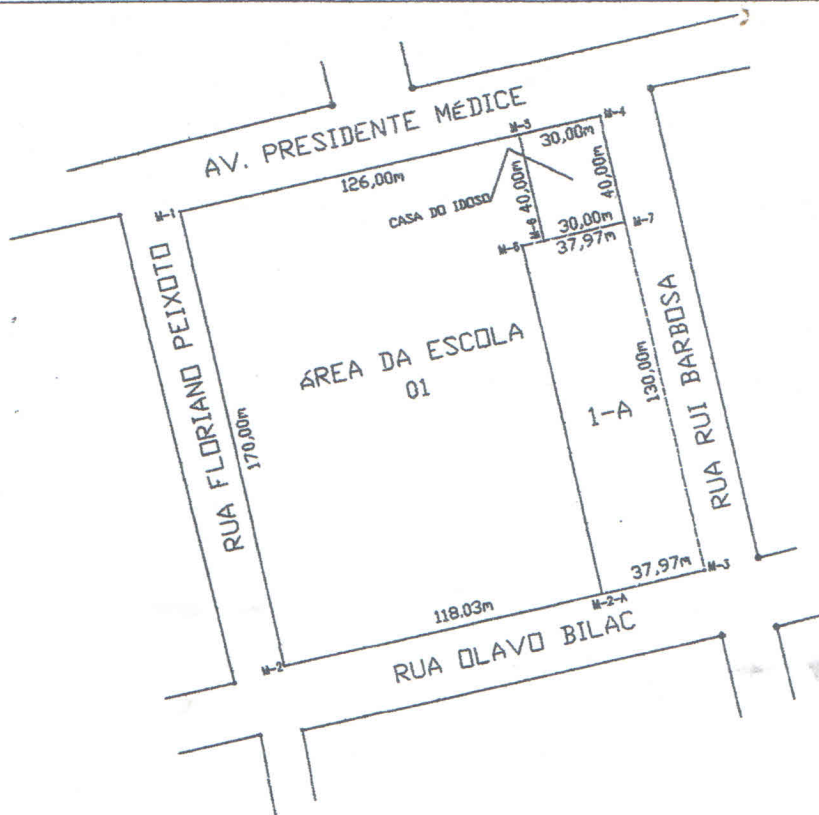 AV. PRESIDENTE MÉDICE
M-5
M-4
30,00m
126,00m
M-1
CASA DO IDOSO
40,00m
40,00m
M-6
30,00m
M-7
M-8
37,97m
RUA FLORIANO PEIXOTO
170,00m
ÁREA DA ESCOLA
01
1-A
130,00m
RUA RUI BARBOSA
37,97m
M-3
M-2-A
118.03m
M-2
RUA OLAVO BILAC